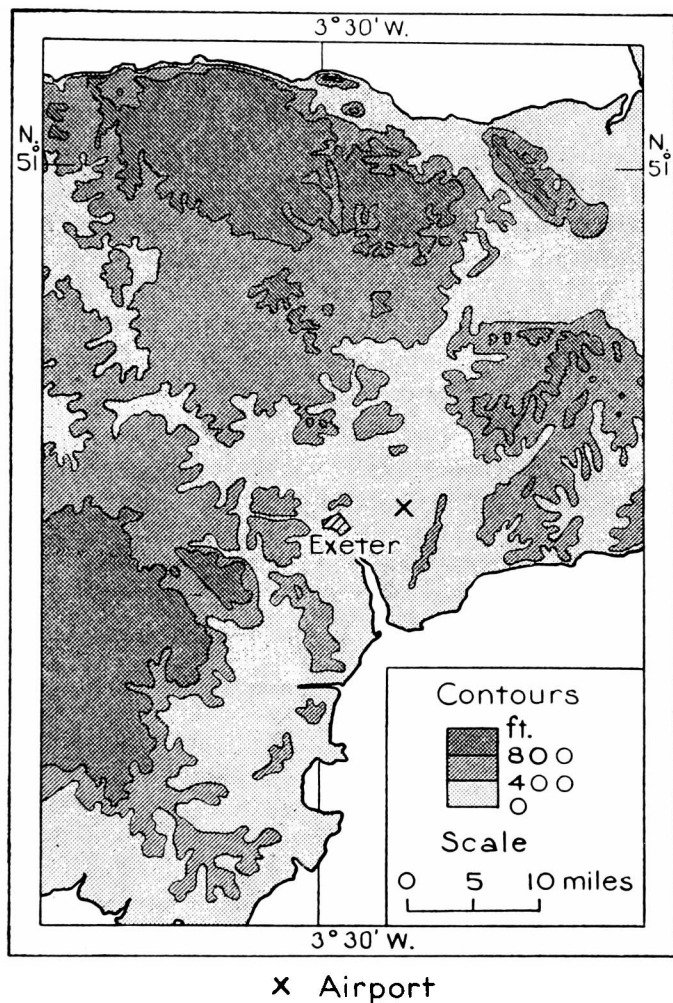 3° 30' W.
N.
51°
N.
51°
Exeter
Contours
ft.
800
400
0
Scale
0 5 10 miles
3° 30' W.
X Airport